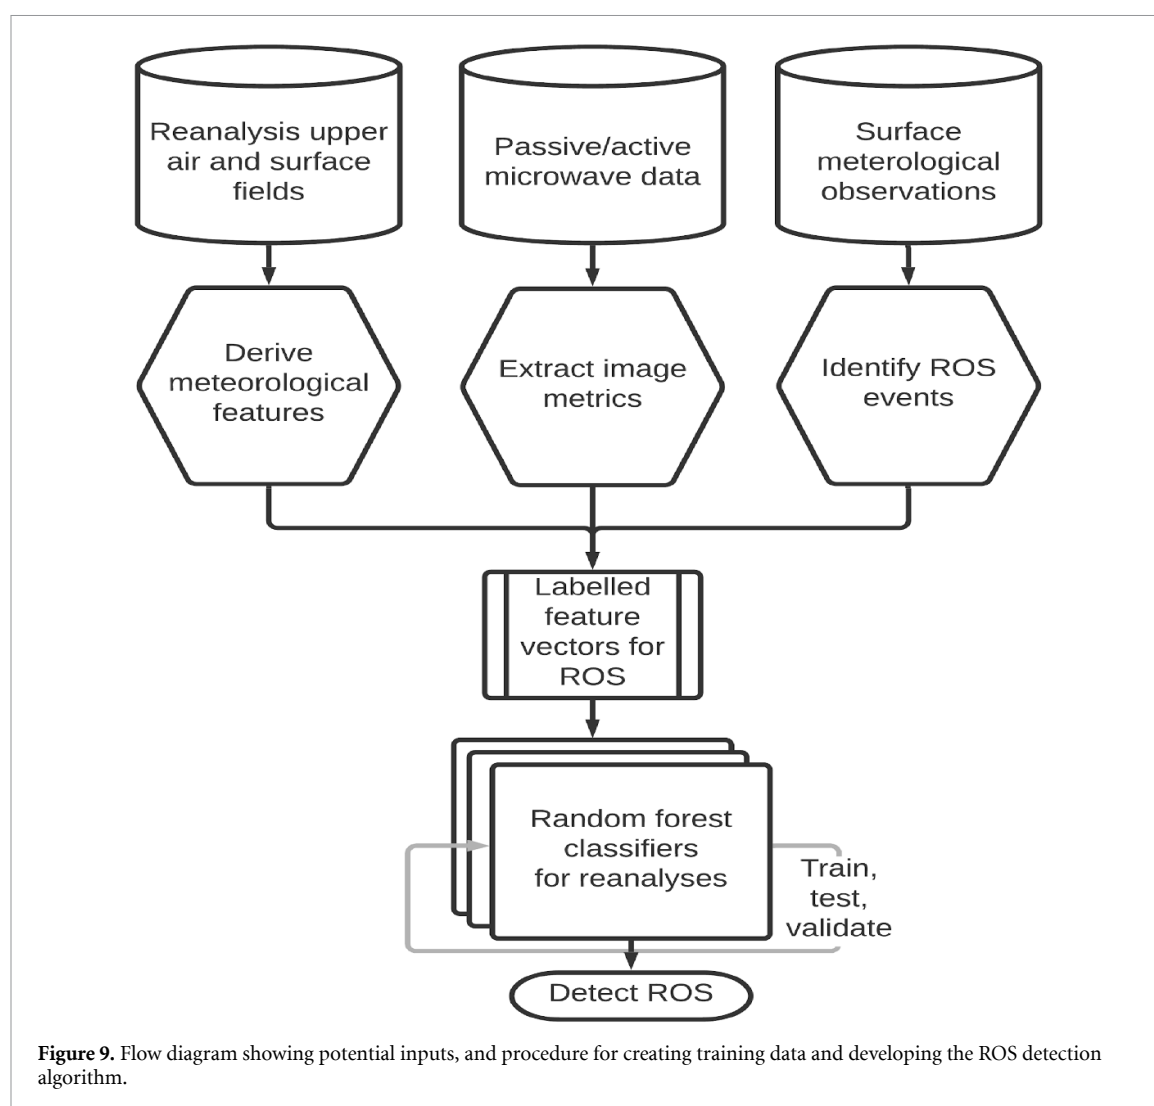 Reanalysis upper
air and surface
fields
Passive/active
microwave data
Surface
meterological
observations
Derive
meteorological
features
Extract image
metrics
Identify ROS
events
Labelled
feature
vectors for
ROS
Random forest
classifiers
for reanalyses
Train,
test,
validate
Detect ROS
Figure 9. Flow diagram showing potential inputs, and procedure for creating training data and developing the ROS detection
algorithm.